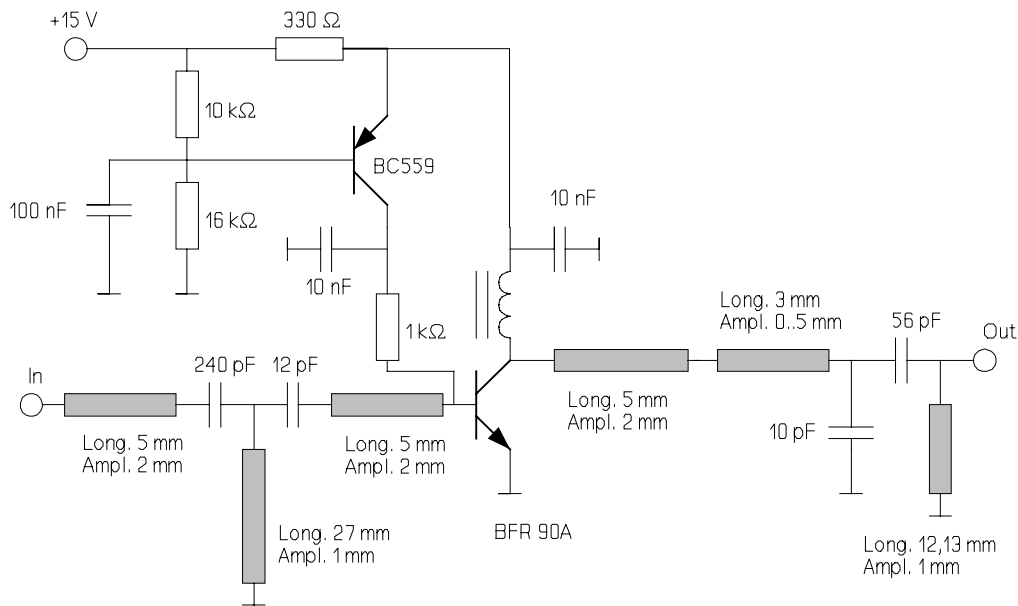 +15 V
330 Ω
10 kΩ
BC559
100 nF
16 kΩ
10 nF
10 nF
1 kΩ
Long. 3 mm
Ampl. 0..5 mm
56 pF
Out
In
240 pF
12 pF
Long. 5 mm
Ampl. 2 mm
Long. 5 mm
Ampl. 2 mm
Long. 5 mm
Ampl. 2 mm
10 pF
Long. 27 mm
Ampl. 1 mm
BFR 90A
Long. 12,13 mm
Ampl. 1 mm